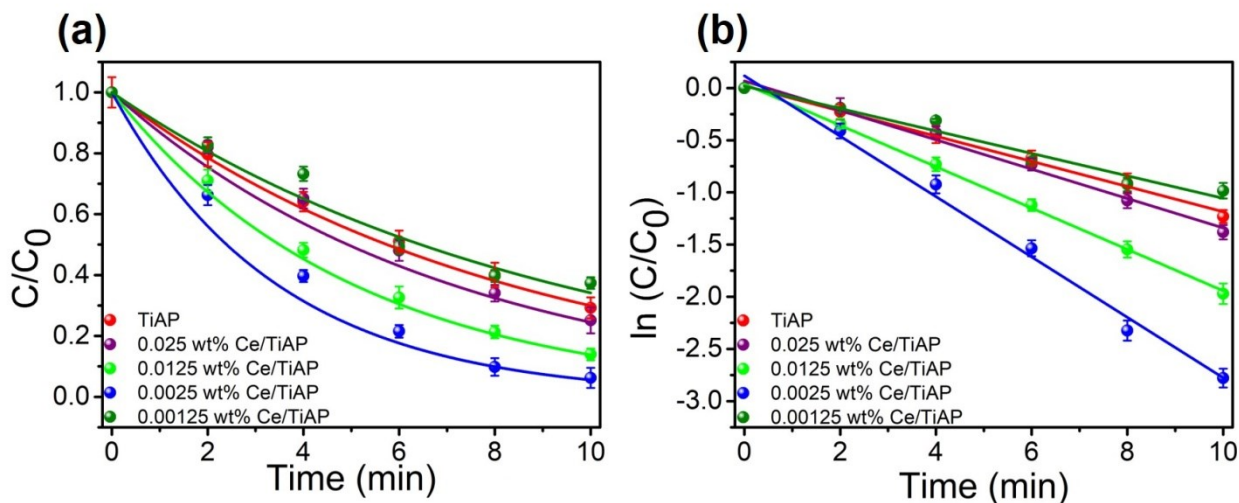 (a)
C/C0
1.0
0.8
0.6
0.4
0.2
0.0
TiAP
0.025 wt% Ce/TiAP
0.0125 wt% Ce/TiAP
0.0025 wt% Ce/TiAP
0.00125 wt% Ce/TiAP
0 2 4 6 8 10
Time (min)
(b)
ln (C/C0)
0.0
-0.5
-1.0
-1.5
-2.0
-2.5
-3.0
TiAP
0.025 wt% Ce/TiAP
0.0125 wt% Ce/TiAP
0.0025 wt% Ce/TiAP
0.00125 wt% Ce/TiAP
0 2 4 6 8 10
Time (min)